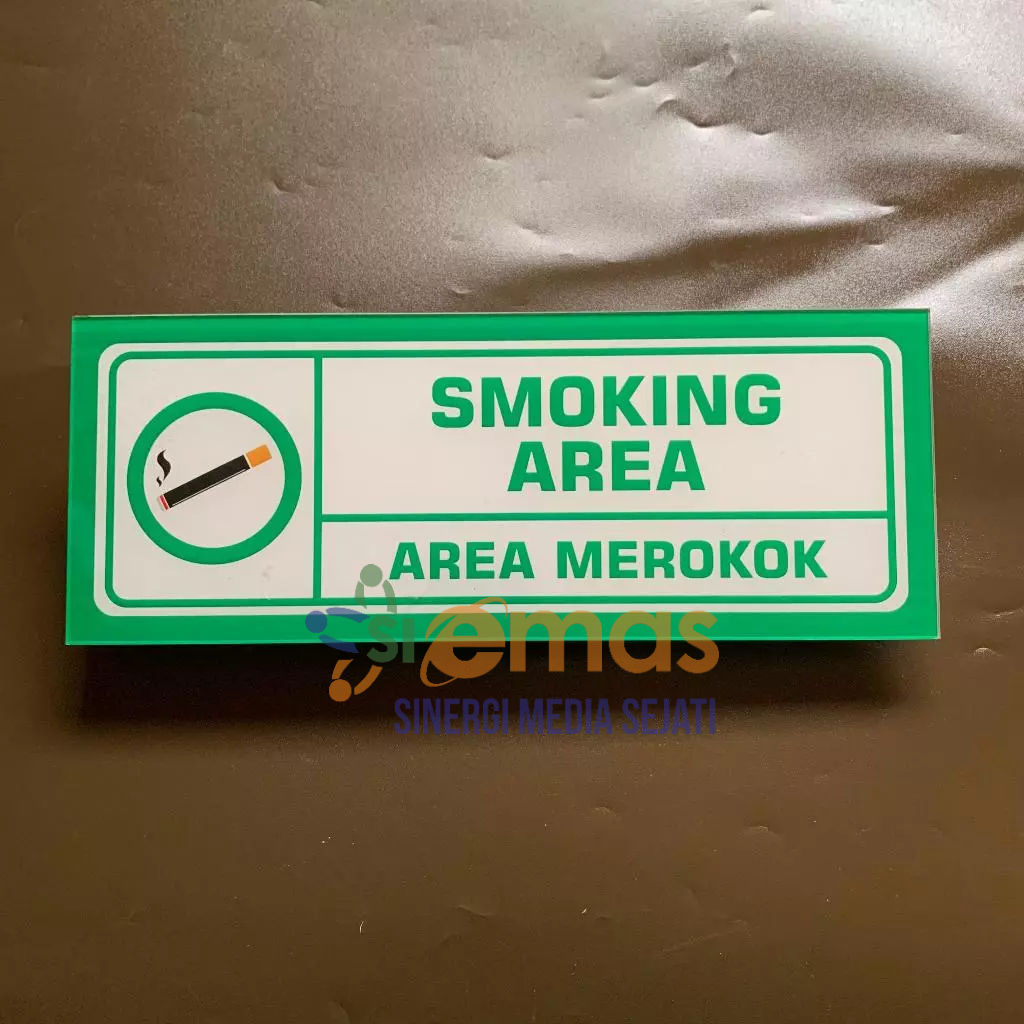 SMOKING
AREA
AREA MEROKOK
siemas
SINERGI MEDIA SEJATI